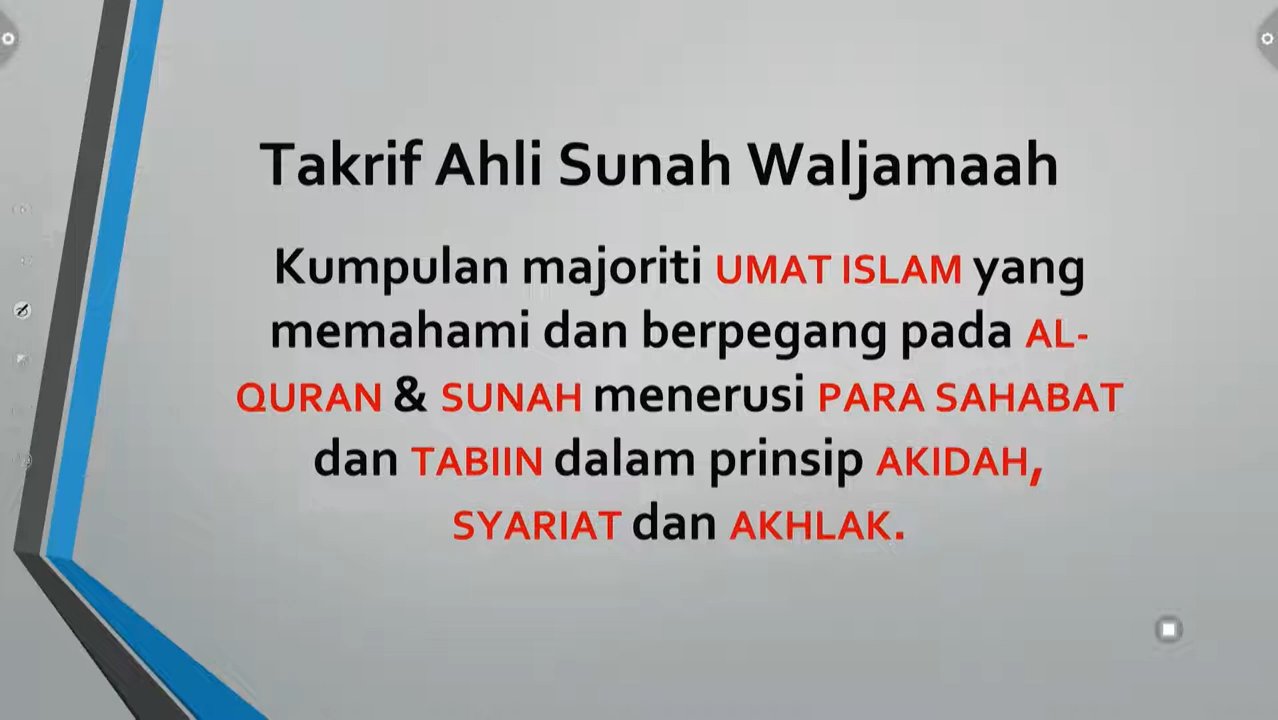 Takrif Ahli Sunah Waljamaah
Kumpulan majoriti UMAT ISLAM yang
memahami dan berpegang pada AL-
QURAN & SUNAH menerusi PARA SAHABAT
dan TABIIN dalam prinsip AKIDAH,
SYARIAT dan AKHLAK.